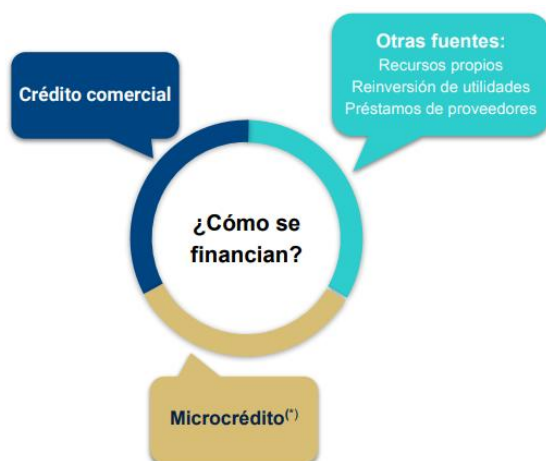 Otras fuentes:
Recursos propios
Reinversión de utilidades
Préstamos de proveedores
Crédito comercial
¿Cómo se
financian?
Microcrédito(*)